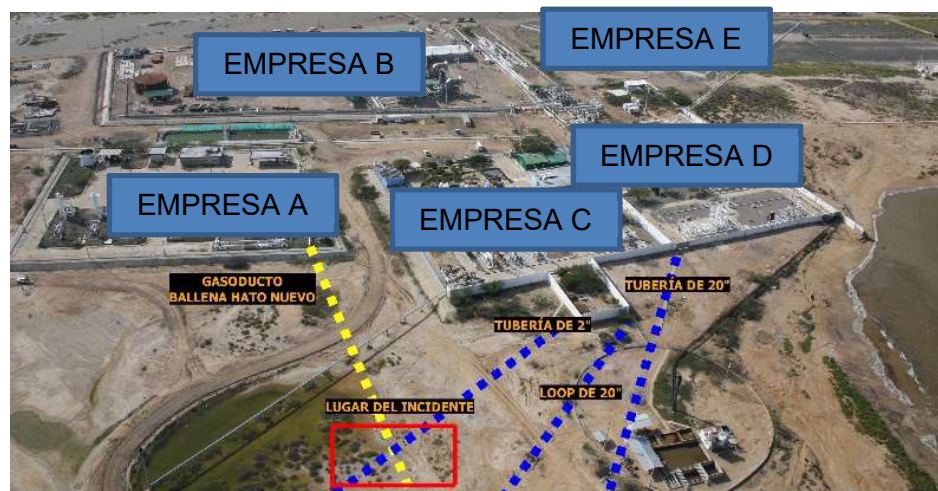 EMPRESA E
EMPRESA B
EMPRESA D
EMPRESA A
EMPRESA C
GASODUCTO
BALLENA HATO NUEVO
TUBERÍA DE 20"
TUBERÍA DE 2"
LOOP DE 20"
LUGAR DEL INCIDENTE